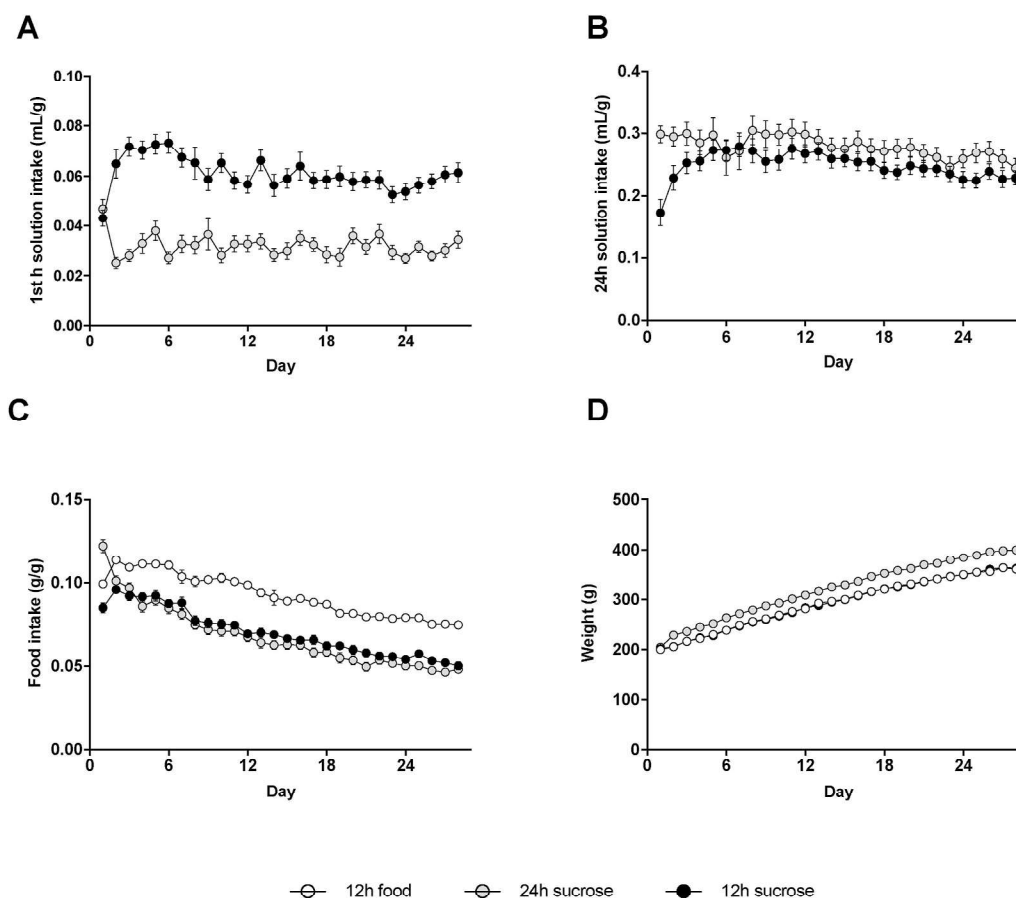 A
1st h solution intake (mL/g)
0.10
0.08
0.06
0.04
0.02
0.00
0 6 12 18 24
Day
B
24h solution intake (mL/g)
0.4
0.3
0.2
0.1
0.0
0 6 12 18 24
Day
C
Food intake (g/g)
0.15
0.10
0.05
0.00
0 6 12 18 24
Day
D
Weight (g)
500
400
300
200
100
0
0 6 12 18 24
Day
12h food 24h sucrose 12h sucrose